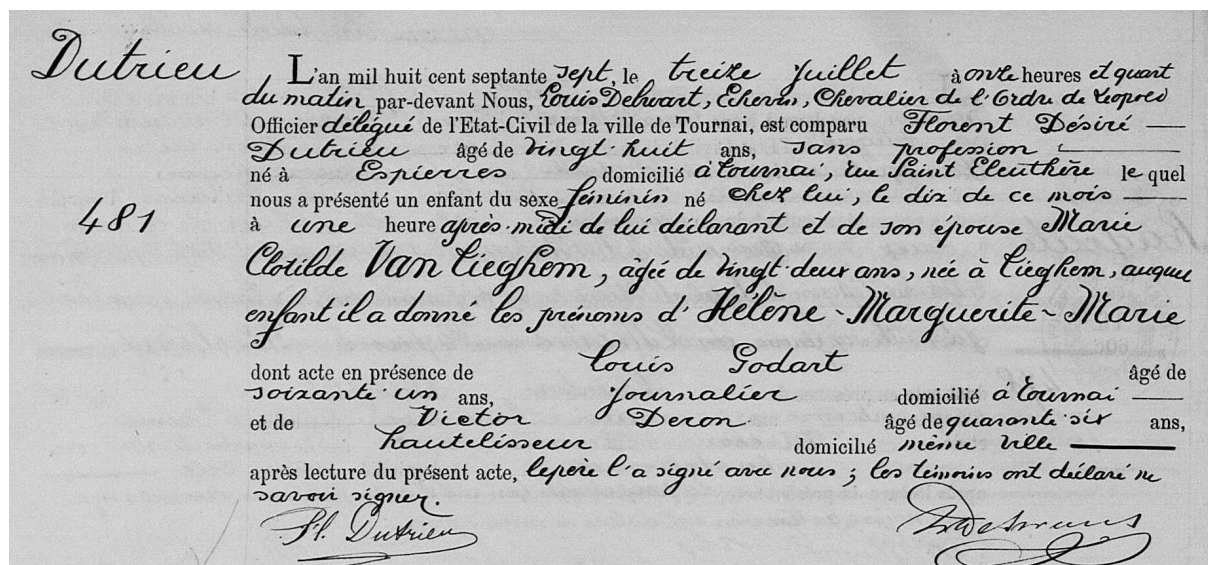 Dutrieu
L'an mil huit cent septante sept, le treize Juillet à onze heures et quart
du matin par-devant Nous, Louis Delwart, Echevin, Chevalier de l'Ordre de Leopold
Officier délégué de l'Etat-Civil de la ville de Tournai, est comparu Florent Désiré
Dutrieu âgé de vingt-huit ans, sans profession
né à Espierres, domicilié à Tournai, rue Saint Eleuthère le quel
nous a présenté un enfant du sèxe féminin né chez lui, le dix de ce mois
481
à une heure après-midi de lui déclarant et de son épouse Marie
Clotilde Van Tieghem, agée de vingt-deux ans, née à Tieghem, auquel
enfant il a donné les prénoms d'Hélène-Marguerite-Marie
dont acte en présence de Louis Godart âgé de
soixante un ans, Journalier domicilié à Tournai
et de Victor Deron âgé de quarante six ans,
hautelisseur domicilié même ville
après lecture du présent acte, le père l'a signé avec nous ; les témoins ont déclaré ne
savoir signer.
Fl. Dutrieu